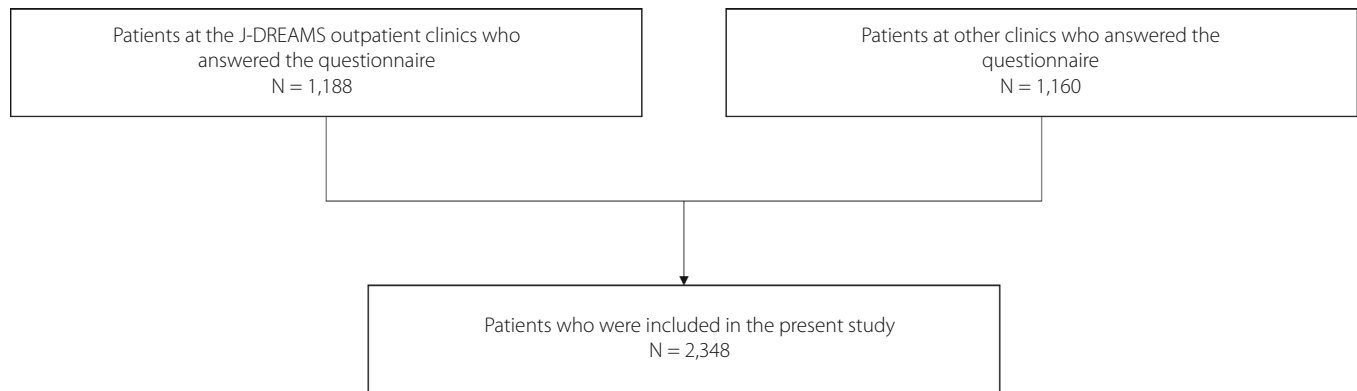 Patients at the J-DREAMS outpatient clinics who
answered the questionnaire
N = 1,188
Patients at other clinics who answered the
questionnaire
N = 1,160
Patients who were included in the present study
N = 2,348